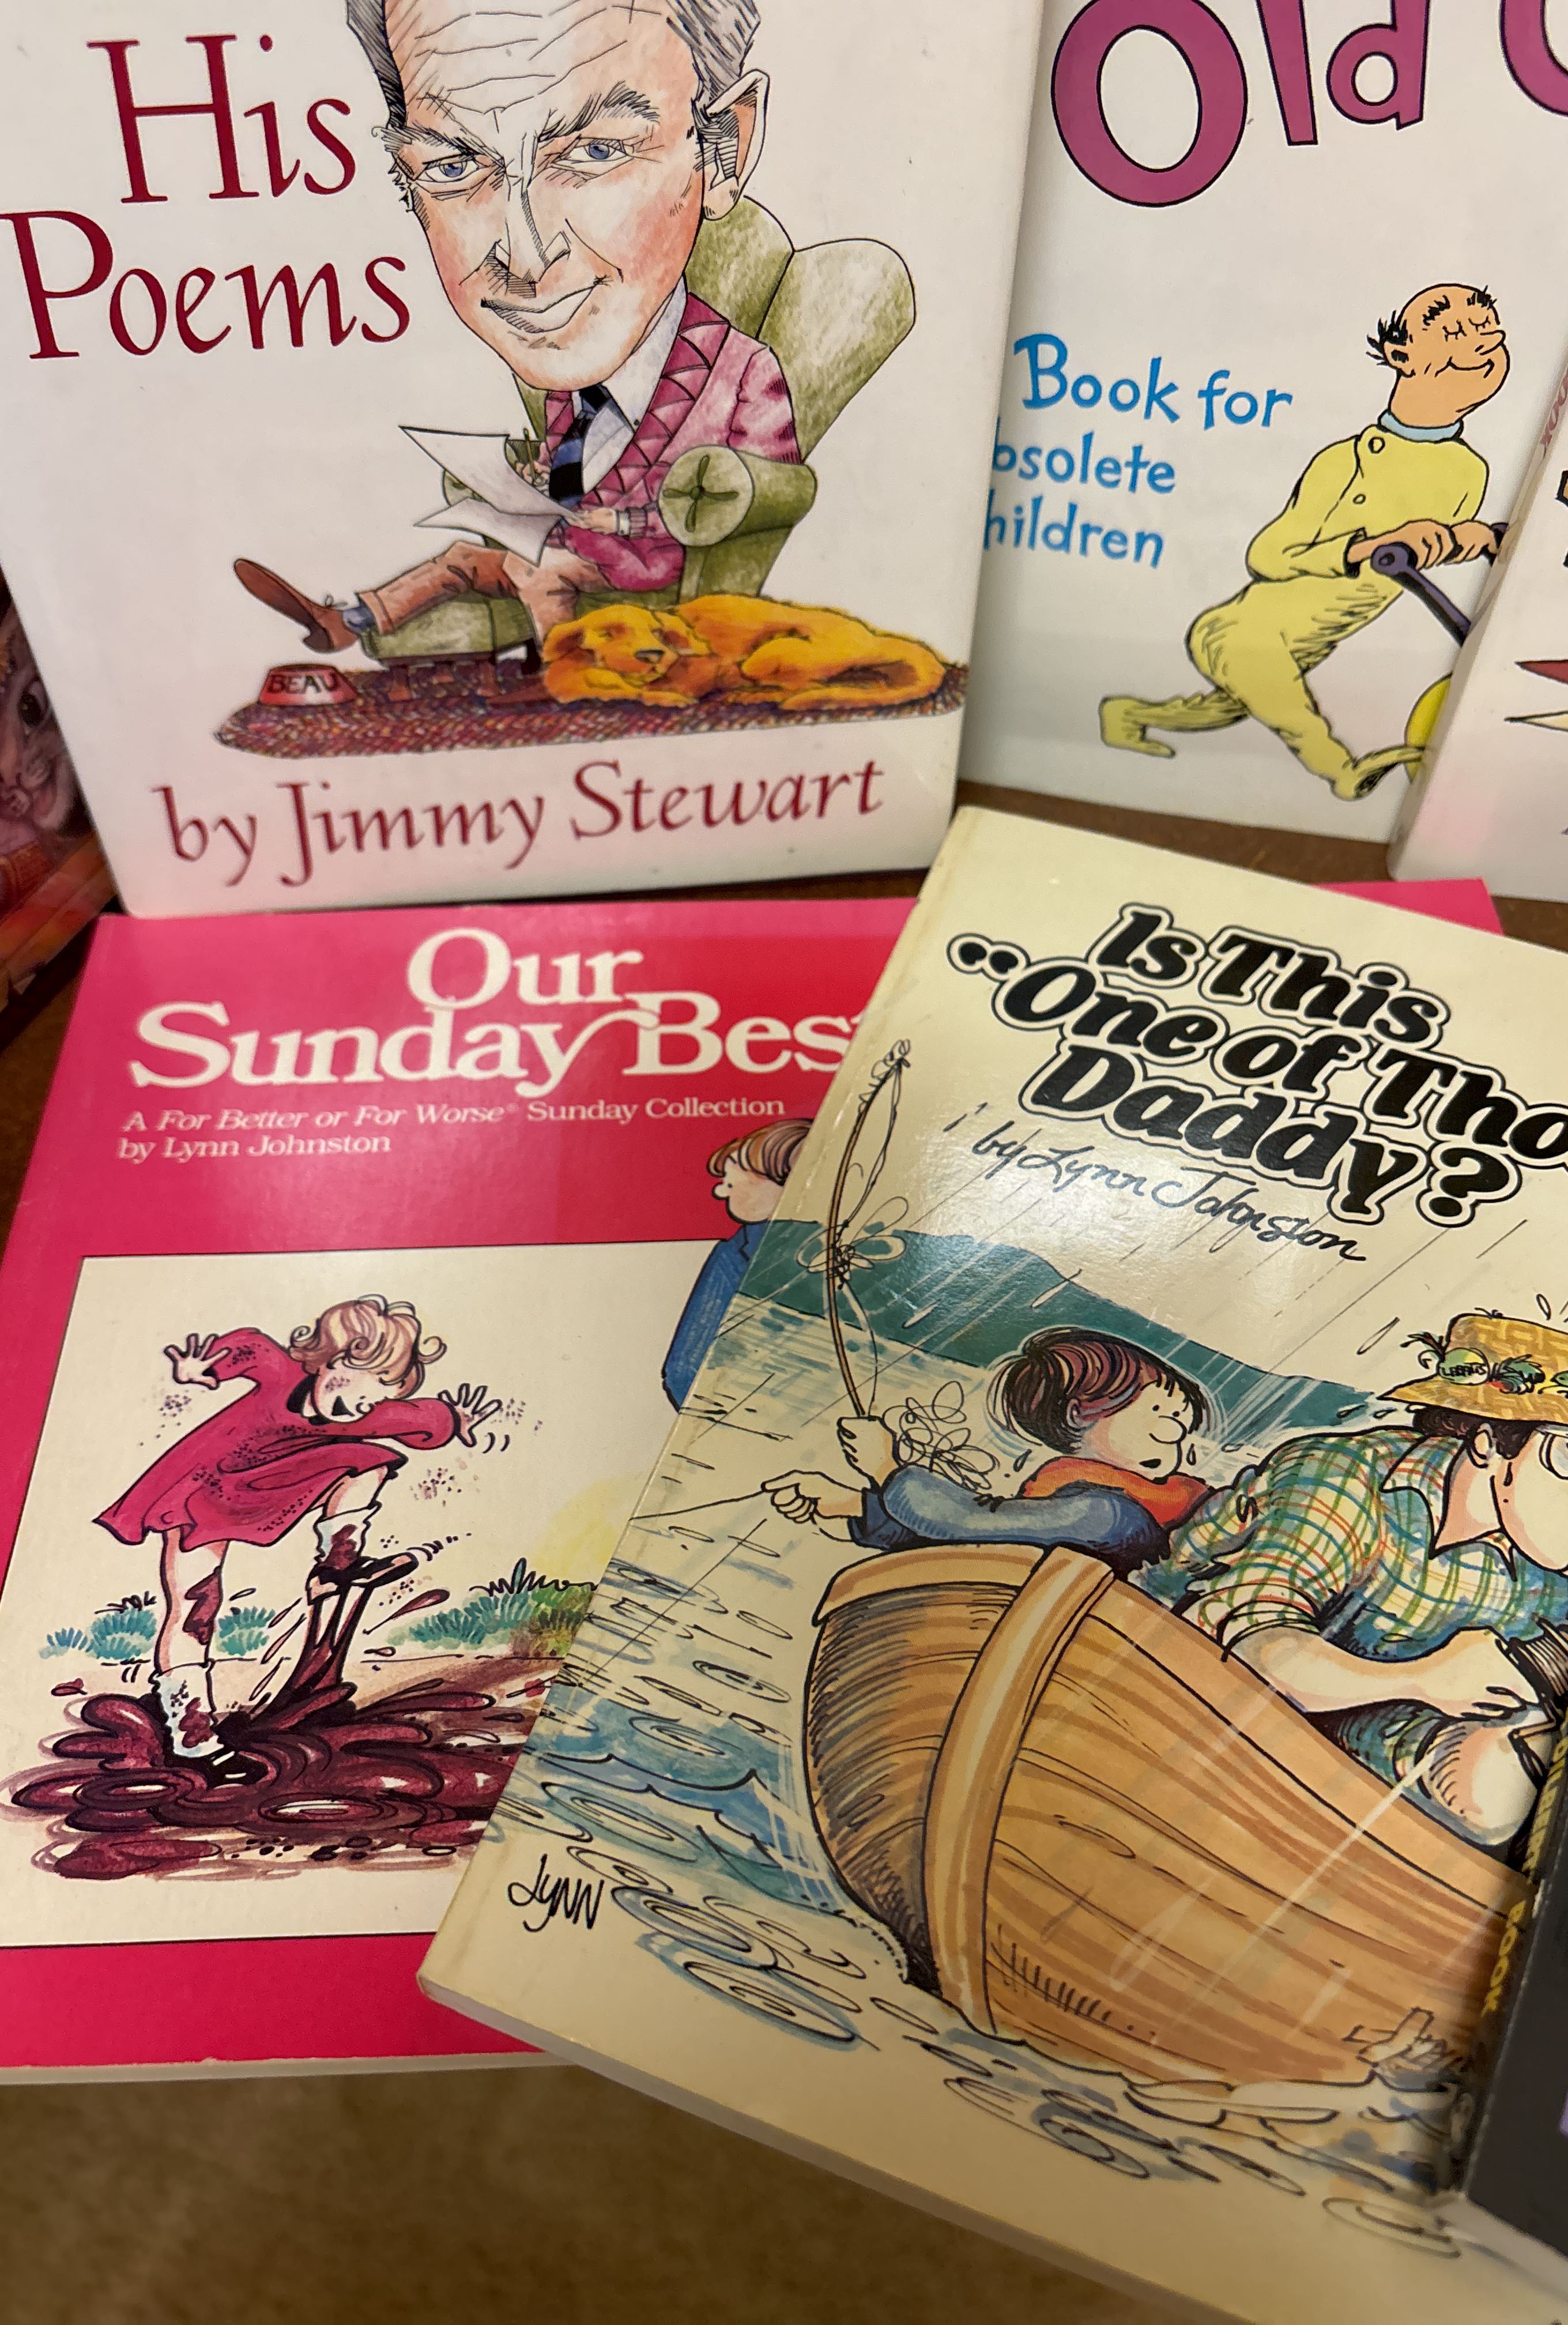 His
Poems
BEAU
by Jimmy Stewart
Old
Book for
bsolete
hildren
Our
Sunday Bes
A For Better or For Worse® Sunday Collection
by Lynn Johnston
Is This
“One of Tho
Daddy?
by Lynn Johnston
Lynn
BOOK